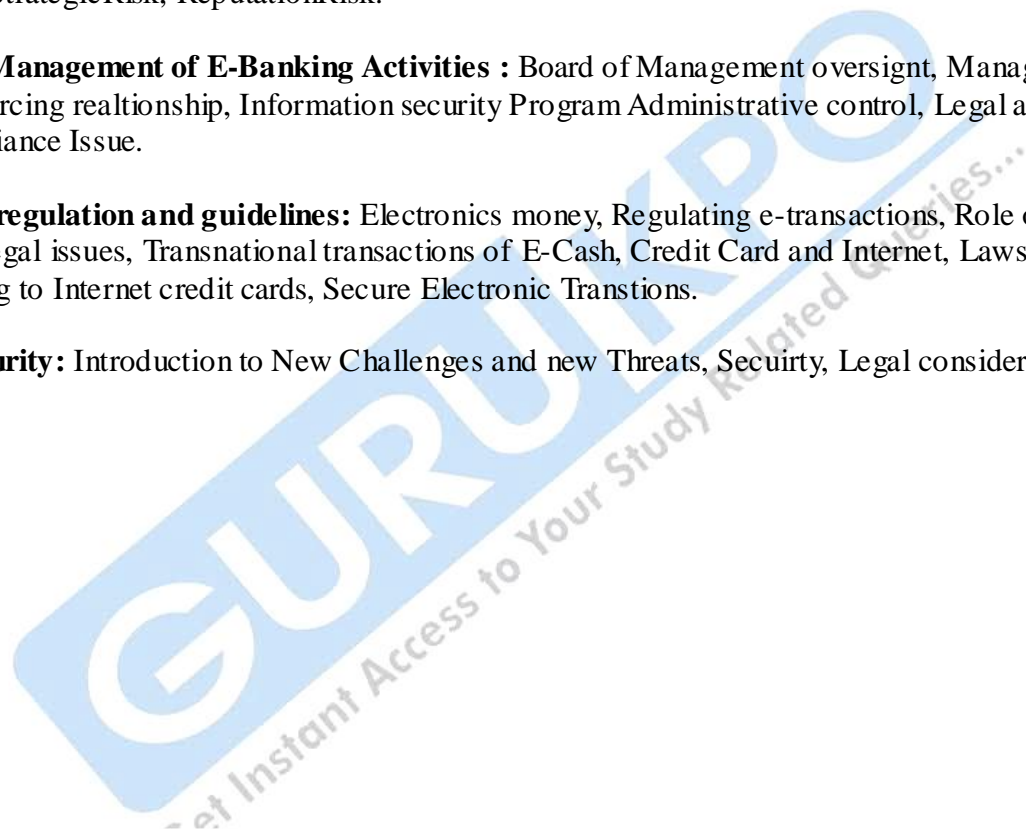 StrategicRisk, ReputationRisk.
Management of E-Banking Activities : Board of Management oversignt, Manag
rcing realtionship, Information security Program Administrative control, Legal a
iance Issue.
regulation and guidelines: Electronics money, Regulating e-transactions, Role o
gal issues, Transnational transactions of E-Cash, Credit Card and Internet, Laws
g to Internet credit cards, Secure Electronic Transtions.
urity: Introduction to New Challenges and new Threats, Secuirty, Legal consider
GURUKPO
Get Instant Access to Your Study Related Queries...